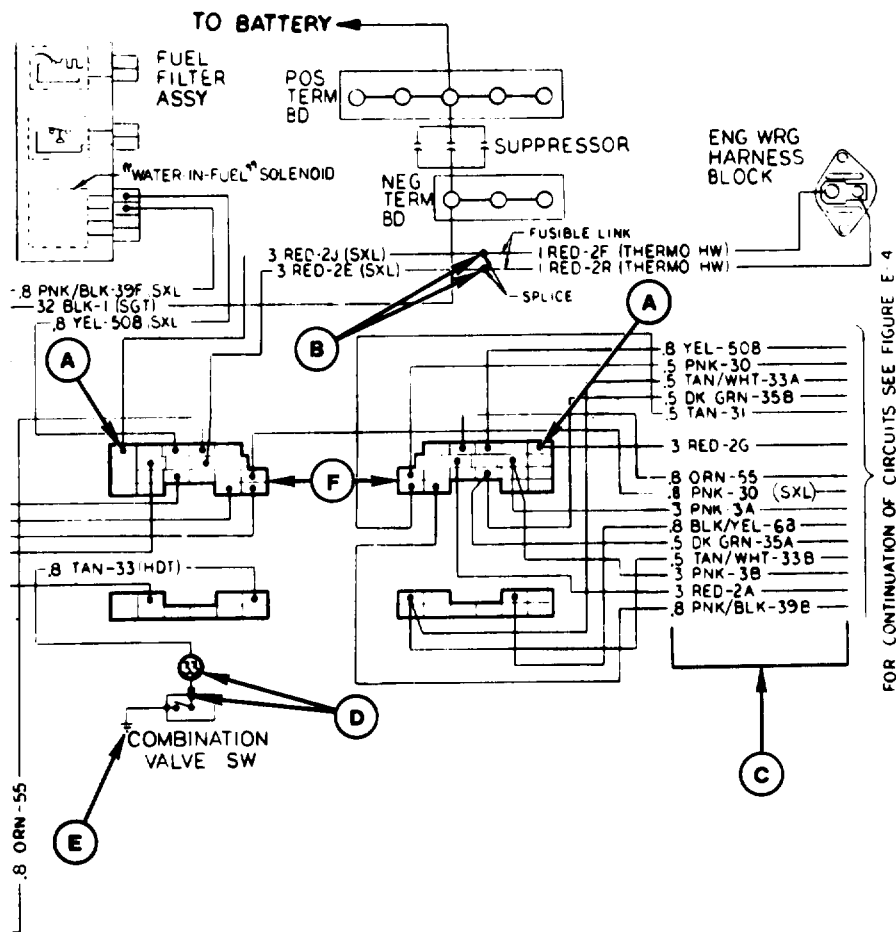 TO BATTERY
FUEL
FILTER
ASSY
POS
TERM
BD
SUPPRESSOR
ENG WRG
HARNESS
BLOCK
"WATER-IN-FUEL" SOLENOID
NEG
TERM
BD
FUSIBLE LINK
3 RED-2J (SXL)
1 RED-2F (THERMO HW)
3 RED-2E (SXL)
1 RED-2R (THERMO HW)
SPLICE
.8 PNK/BLK-39F SXL
32 BLK-1 (SGT)
.8 YEL-508 SXL
A
B
A
.8 YEL-508
.5 PNK-30
.5 TAN/WHT-33A
.5 DK GRN-35B
.5 TAN-31
3 RED-2G
F
.8 ORN-55
.8 PNK-30 (SXL)
3 PNK-3A
.8 BLK/YEL-68
.5 DK GRN-35A
.5 TAN/WHT-33B
3 PNK-3B
3 RED-2A
.8 PNK/BLK-39B
FOR CONTINUATION OF CIRCUITS SEE FIGURE E-4
.8 TAN-33 (HDT)
33
D
COMBINATION
VALVE SW
C
E
.8 ORN-55